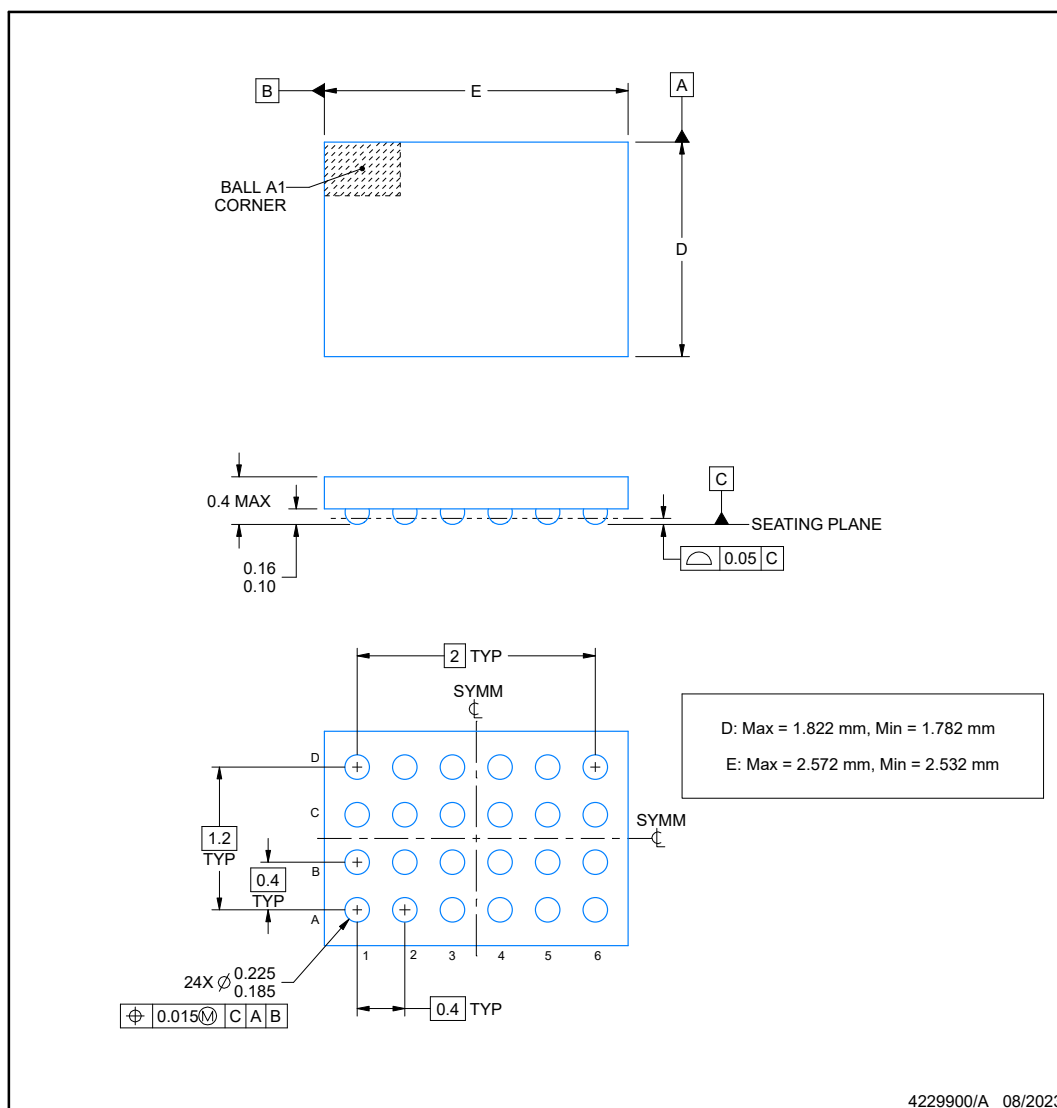 B
E
A
BALL A1
CORNER
D
0.4 MAX
C
SEATING PLANE
0.05 C
0.16
0.10
2 TYP
SYMM
D: Max = 1.822 mm, Min = 1.782 mm
E: Max = 2.572 mm, Min = 2.532 mm
D
C
SYMM
1.2
TYP
B
0.4
TYP
A
1 2 3 4 5 6
24X ⌀ 0.225
0.185
⌖ 0.015Ⓜ C A B
0.4 TYP
4229900/A 08/2023